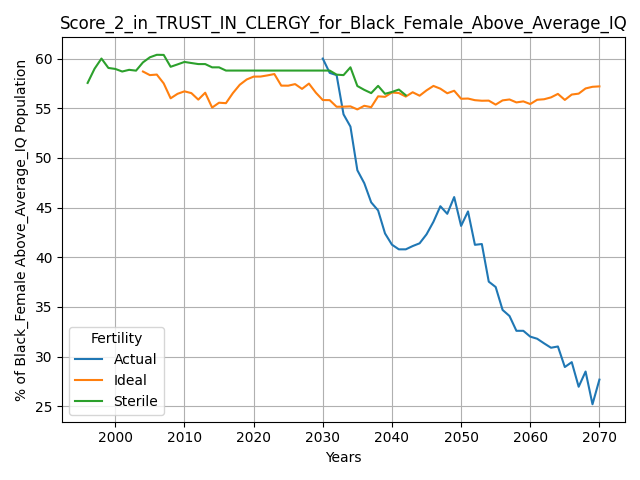 Score_2_in_TRUST_IN_CLERGY_for_Black_Female_Above_Average_IQ
% of Black_Female Above_Average_IQ Population
60
55
50
45
40
35
30
25
Fertility
Actual
Ideal
Sterile
2000 2010 2020 2030 2040 2050 2060 2070
Years